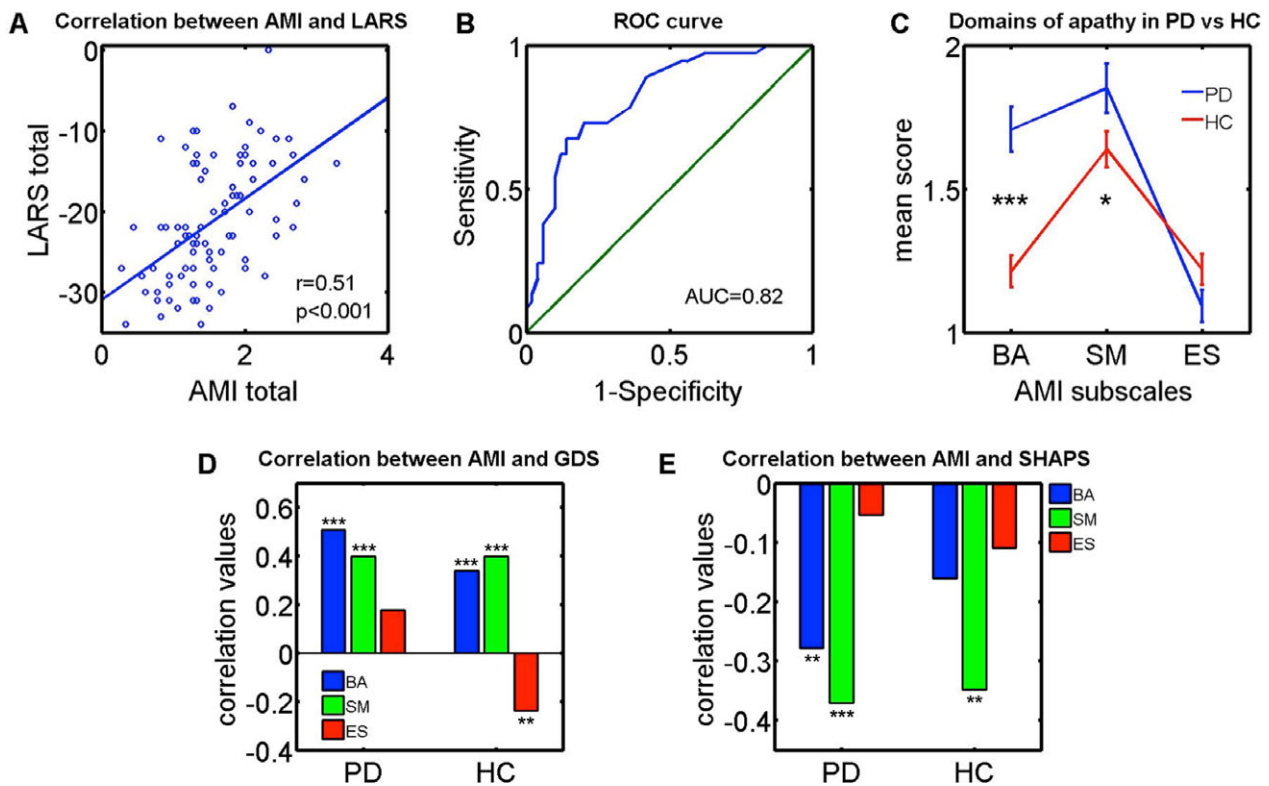 A
Correlation between AMI and LARS
0
-10
-20
-30
LARS total
r=0.51
p<0.001
0 2 4
AMI total
B
ROC curve
1
0.5
0
Sensitivity
AUC=0.82
0 0.5 1
1-Specificity
C
Domains of apathy in PD vs HC
2
1.5
1
mean score
PD
HC
***
*
BA SM ES
AMI subscales
D
Correlation between AMI and GDS
0.6
0.4
0.2
0
-0.2
-0.4
correlation values
***
***
***
***
**
BA
SM
ES
PD HC
E
Correlation between AMI and SHAPS
0
-0.1
-0.2
-0.3
-0.4
correlation values
**
***
**
BA
SM
ES
PD HC